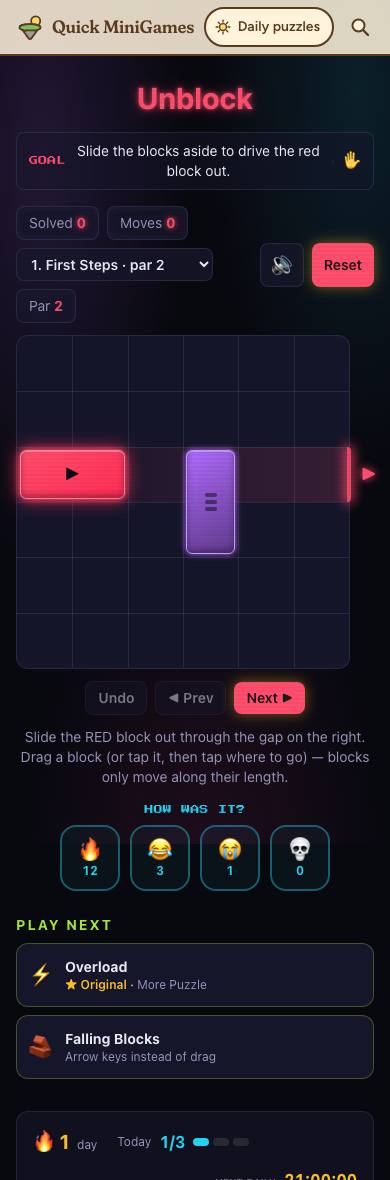 Quick MiniGames
Daily puzzles
Unblock
GOAL
Slide the blocks aside to drive the red
block out.
Solved 0
Moves 0
1. First Steps · par 2
Reset
Par 2
Undo
Prev
Next
Slide the RED block out through the gap on the right.
Drag a block (or tap it, then tap where to go) — blocks
only move along their length.
HOW WAS IT?
12
3
1
0
PLAY NEXT
Overload
Original · More Puzzle
Falling Blocks
Arrow keys instead of drag
1 day
Today 1/3